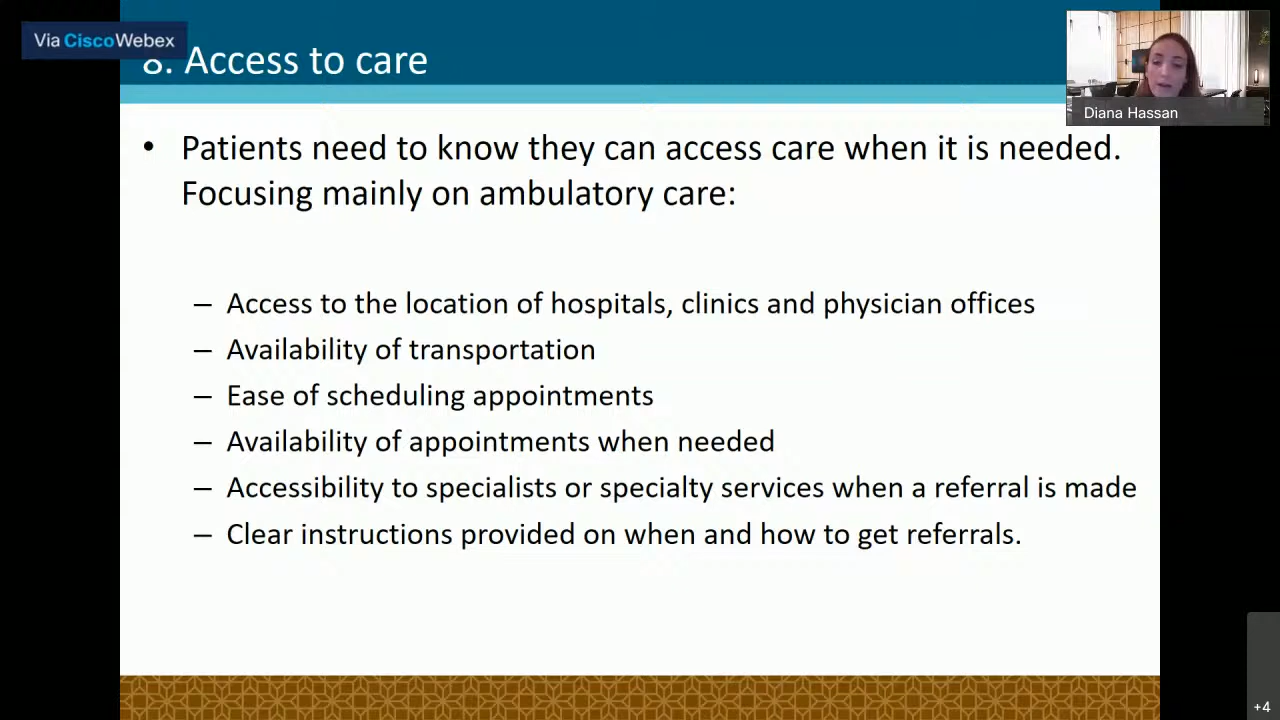 Via CiscoWebex
8. Access to care
Diana Hassan
• Patients need to know they can access care when it is needed.
Focusing mainly on ambulatory care:
– Access to the location of hospitals, clinics and physician offices
– Availability of transportation
– Ease of scheduling appointments
– Availability of appointments when needed
– Accessibility to specialists or specialty services when a referral is made
– Clear instructions provided on when and how to get referrals.
+4